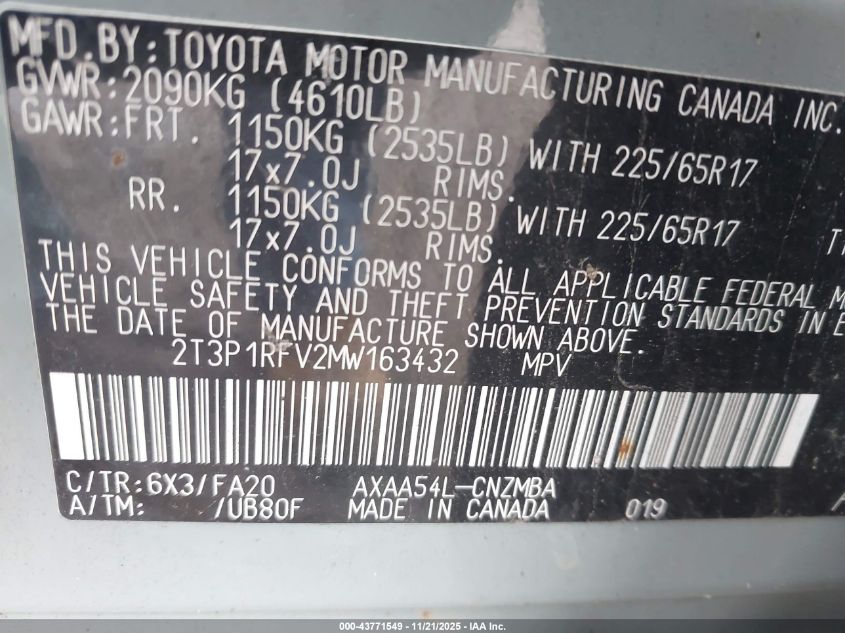 MFD. BY: TOYOTA MOTOR MANUFACTURING CANADA INC.
GVWR: 2090KG (4610LB)
GAWR: FRT. 1150KG (2535LB) WITH 225/65R17
17x7.0J RIMS.
RR. 1150KG (2535LB) WITH 225/65R17
17x7.0J RIMS.
THIS VEHICLE CONFORMS TO ALL APPLICABLE FEDERAL
VEHICLE SAFETY AND THEFT PREVENTION STANDARDS IN
THE DATE OF MANUFACTURE SHOWN ABOVE.
2T3P1RFV2MW163432 MPV
C/TR: 6X3/FA20 AXAA54L-CNZMBA
A/TM: /UB80F MADE IN CANADA 019
000-43771549 - 11/21/2025 - IAA Inc.